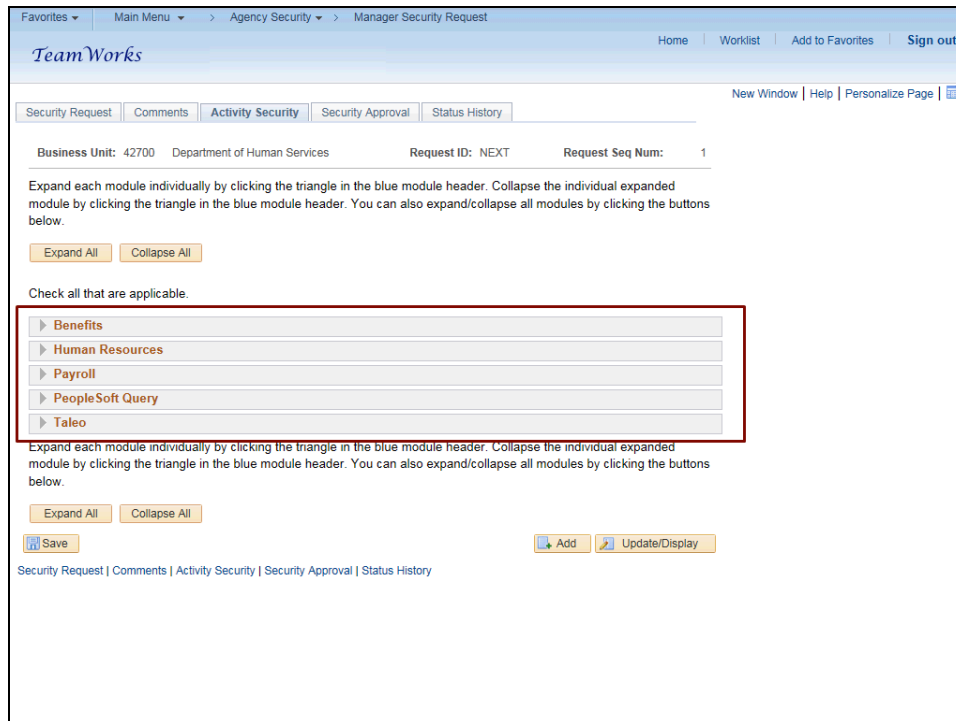 Favorites Main Menu > Agency Security > Manager Security Request
Home Worklist Add to Favorites Sign out
TeamWorks
New Window | Help | Personalize Page |
Security Request Comments Activity Security Security Approval Status History
Business Unit: 42700 Department of Human Services Request ID: NEXT Request Seq Num: 1
Expand each module individually by clicking the triangle in the blue module header. Collapse the individual expanded
module by clicking the triangle in the blue module header. You can also expand/collapse all modules by clicking the buttons
below.
Expand All Collapse All
Check all that are applicable.
Benefits
Human Resources
Payroll
PeopleSoft Query
Taleo
Expand each module individually by clicking the triangle in the blue module header. Collapse the individual expanded
module by clicking the triangle in the blue module header. You can also expand/collapse all modules by clicking the buttons
below.
Expand All Collapse All
Save Add Update/Display
Security Request | Comments | Activity Security | Security Approval | Status History